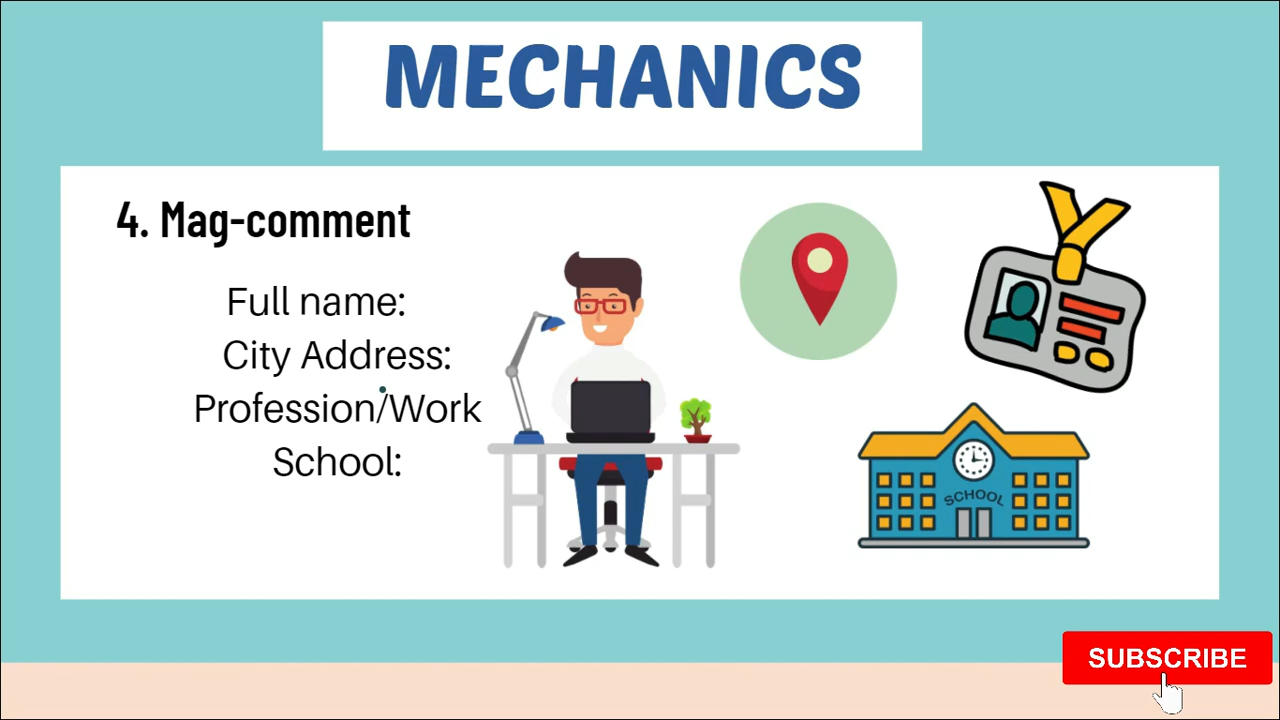 MECHANICS
4. Mag-comment
Full name:
City Address:
Profession/Work
School:
SCHOOL
SUBSCRIBE